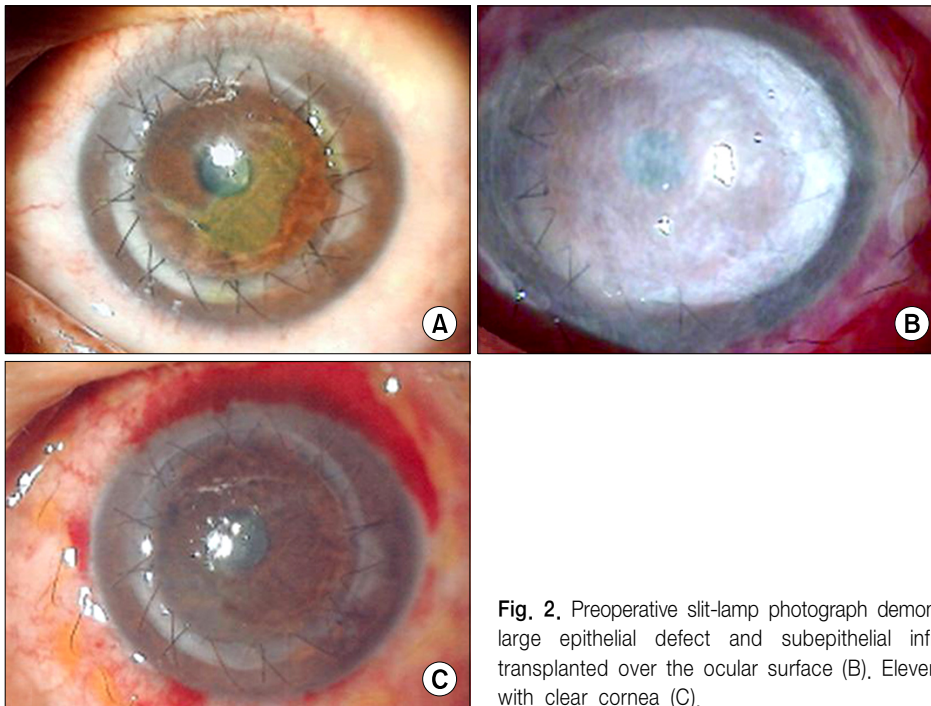 A
B
C
Fig. 2. Preoperative slit-lamp photograph demon
large epithelial defect and subepithelial inf
transplanted over the ocular surface (B). Eleven
with clear cornea (C).